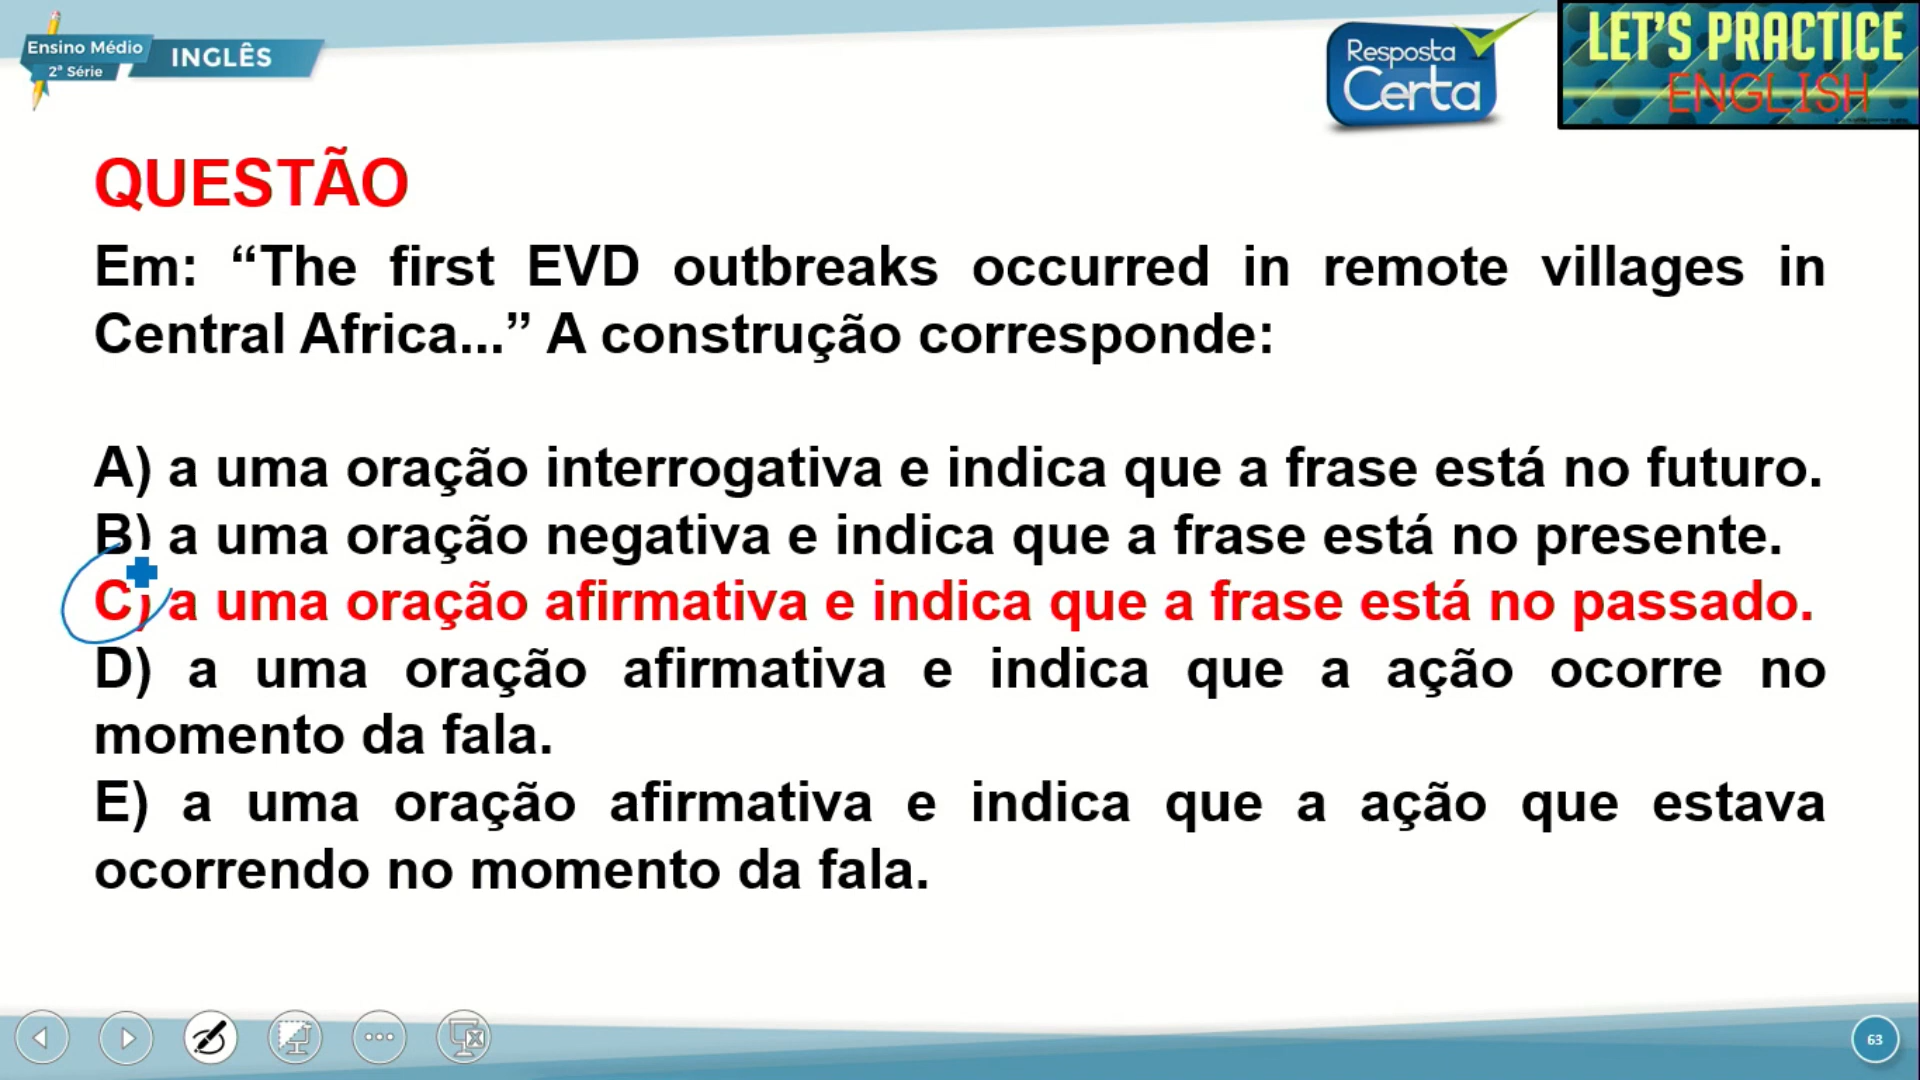 Ensino Médio
2ª Série
INGLÊS
Resposta
Certa
LET'S PRACTICE
ENGLISH
QUESTÃO
Em: “The first EVD outbreaks occurred in remote villages in
Central Africa...” A construção corresponde:
A) a uma oração interrogativa e indica que a frase está no futuro.
B) a uma oração negativa e indica que a frase está no presente.
C) a uma oração afirmativa e indica que a frase está no passado.
D) a uma oração afirmativa e indica que a ação ocorre no
momento da fala.
E) a uma oração afirmativa e indica que a ação que estava
ocorrendo no momento da fala.
63